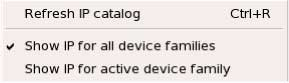 Refresh IP catalog Ctrl+R
Show IP for all device families
Show IP for active device family